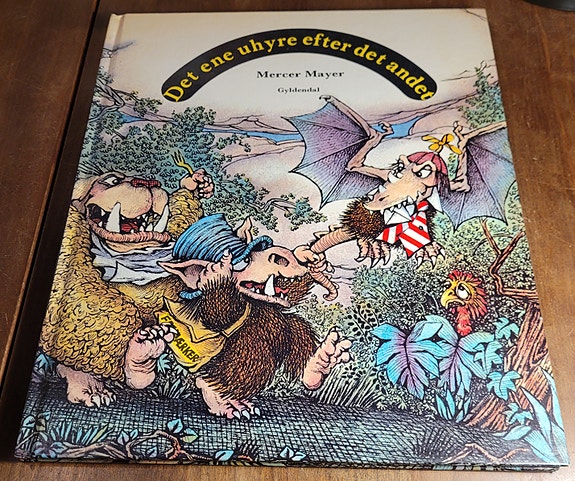 Det ene uhyre efter det andet
Mercer Mayer
Gyldendal